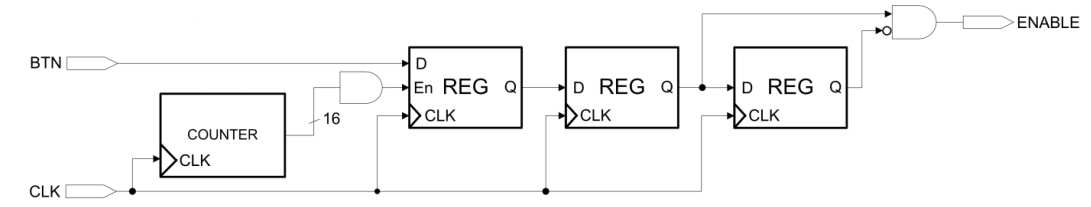 ENABLE
BTN
D
En REG Q
CLK
D REG Q
CLK
D REG Q
CLK
16
COUNTER
CLK
CLK